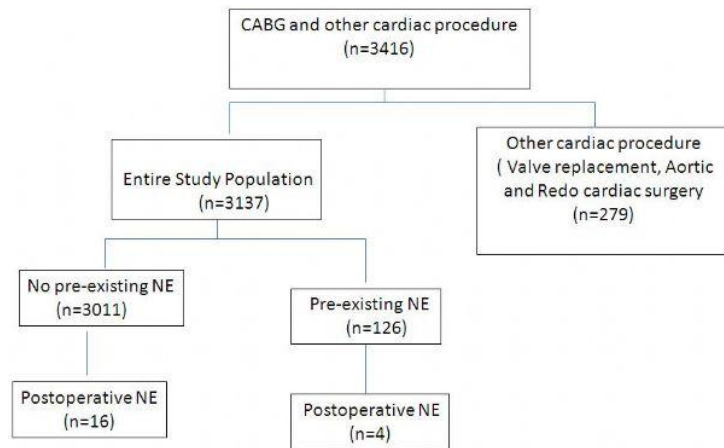 CABG and other cardiac procedure
(n=3416)
Other cardiac procedure
( Valve replacement, Aortic
and Redo cardiac surgery
(n=279)
Entire Study Population
(n=3137)
No pre-existing NE
(n=3011)
Pre-existing NE
(n=126)
Postoperative NE
(n=16)
Postoperative NE
(n=4)